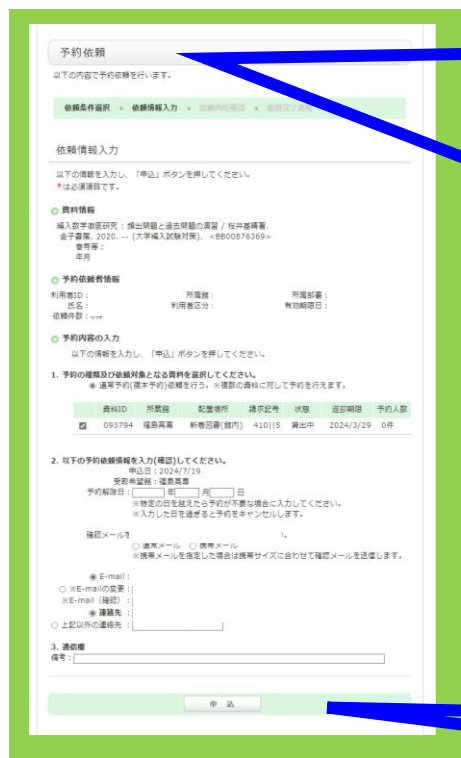 予約依頼
以下の内容で予約依頼を行います。
依頼条件選択 » 依頼情報入力 » 依頼内容確認 » 依頼
依頼情報入力
以下の情報を入力し、「申込」ボタンを押してください。
*は必須項目です。
資料情報
編入数学徹底研究 : 頻出問題と過去問題の演習 / 桜井基晴著.
金子書房, 2020. -- (大学編入試験対策). <BB00876369>
巻号等 :
年月
予約依頼者情報
利用者ID : 所属館 : 所属部署 :
氏名 : 利用者区分 : 有効期限日 :
依頼件数 :
予約内容の入力
以下の情報を入力し、「申込」ボタンを押してください。
1. 予約の種類及び依頼対象となる資料を選択してください。
通常予約(複本予約)依頼を行う。※複数の資料に対して予約を行えます。
資料ID 所蔵館 配置場所 請求記号 状態 返却期限 予約人数
093794 福島高専 新着図書(館内) 410||S 貸出中 2024/3/29 0件
2. 以下の予約依頼情報を入力(確認)してください。
申込日 : 2024/7/19
受取希望館 : 福島高専
予約解除日 : 年 月 日
※特定の日を越えたら予約が不要な場合に入力してください。
※入力した日を過ぎると予約をキャンセルします。
確認メールを 、。
通常メール 携帯メール
※携帯メールを指定した場合は携帯サイズに合わせて確認メールを送信します。
E-mail :
※E-mailの変更 :
※E-mail (確認) :
連絡先 :
上記以外の連絡先 :
3. 通信欄
備考 :
申 込